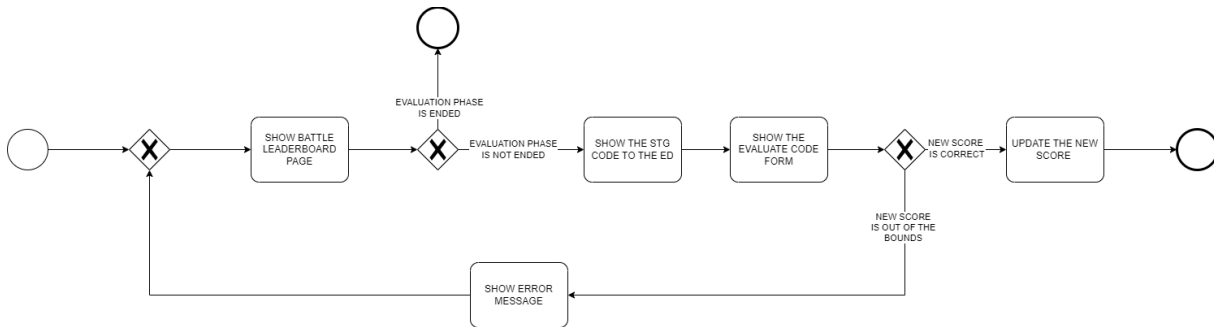 EVALUATION PHASE
IS ENDED
SHOW BATTLE
LEADERBOARD
PAGE
EVALUATION PHASE
IS NOT ENDED
SHOW THE STG
CODE TO THE ED
SHOW THE
EVALUATE CODE
FORM
NEW SCORE
IS CORRECT
UPDATE THE NEW
SCORE
NEW SCORE
IS OUT OF THE
BOUNDS
SHOW ERROR
MESSAGE